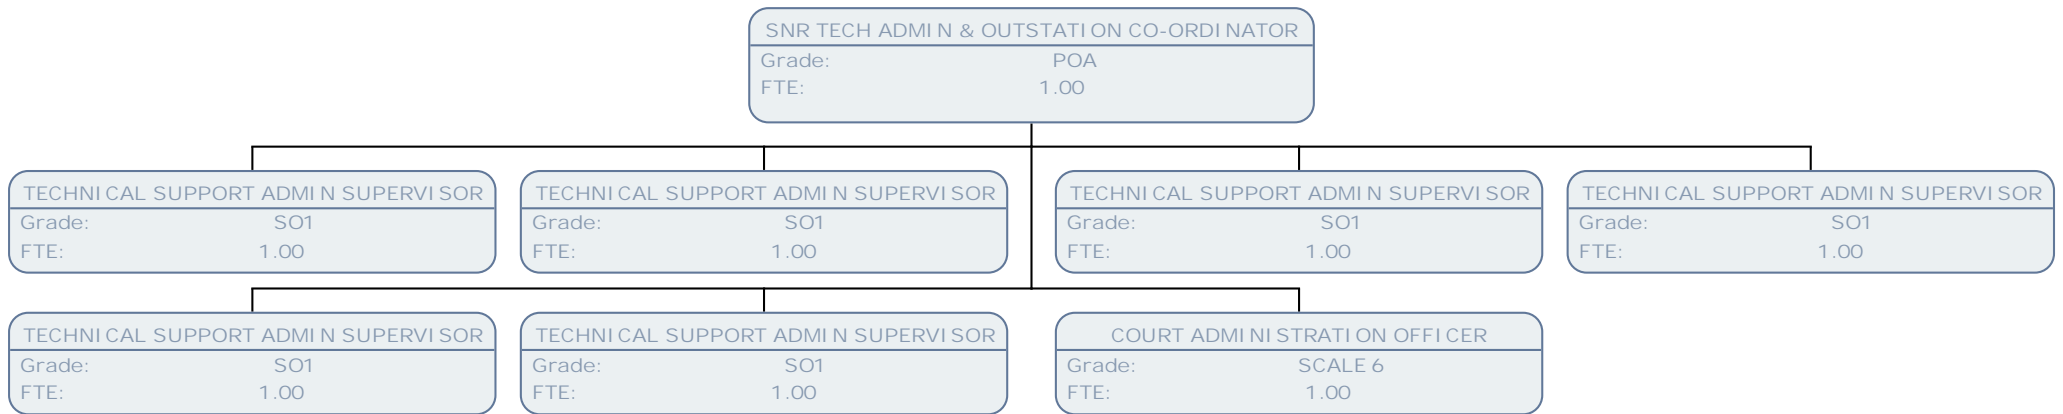 SNR TECH ADMIN & OUTSTATION CO-ORDINATOR
Grade: POA
FTE: 1.00
TECHNICAL SUPPORT ADMIN SUPERVISOR
Grade: SO1
FTE: 1.00
TECHNICAL SUPPORT ADMIN SUPERVISOR
Grade: SO1
FTE: 1.00
TECHNICAL SUPPORT ADMIN SUPERVISOR
Grade: SO1
FTE: 1.00
TECHNICAL SUPPORT ADMIN SUPERVISOR
Grade: SO1
FTE: 1.00
TECHNICAL SUPPORT ADMIN SUPERVISOR
Grade: SO1
FTE: 1.00
TECHNICAL SUPPORT ADMIN SUPERVISOR
Grade: SO1
FTE: 1.00
COURT ADMINISTRATION OFFICER
Grade: SCALE 6
FTE: 1.00